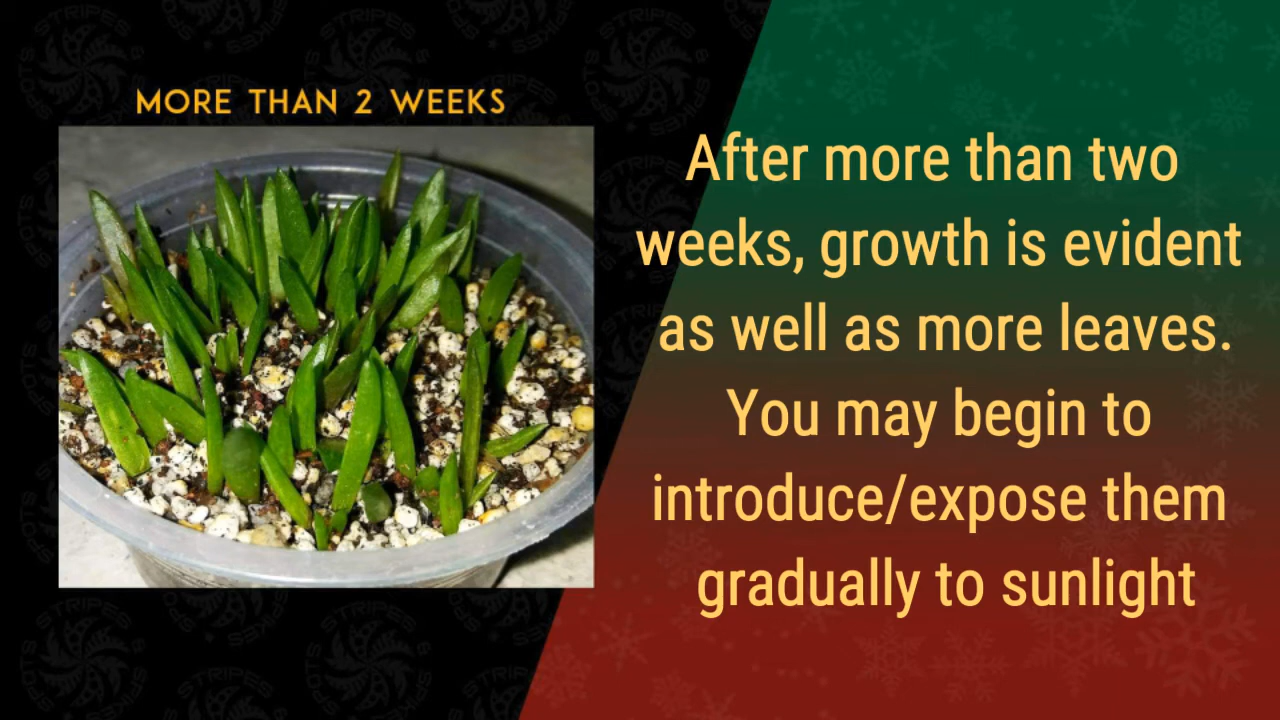 MORE THAN 2 WEEKS
After more than two
weeks, growth is evident
as well as more leaves.
You may begin to
introduce/expose them
gradually to sunlight